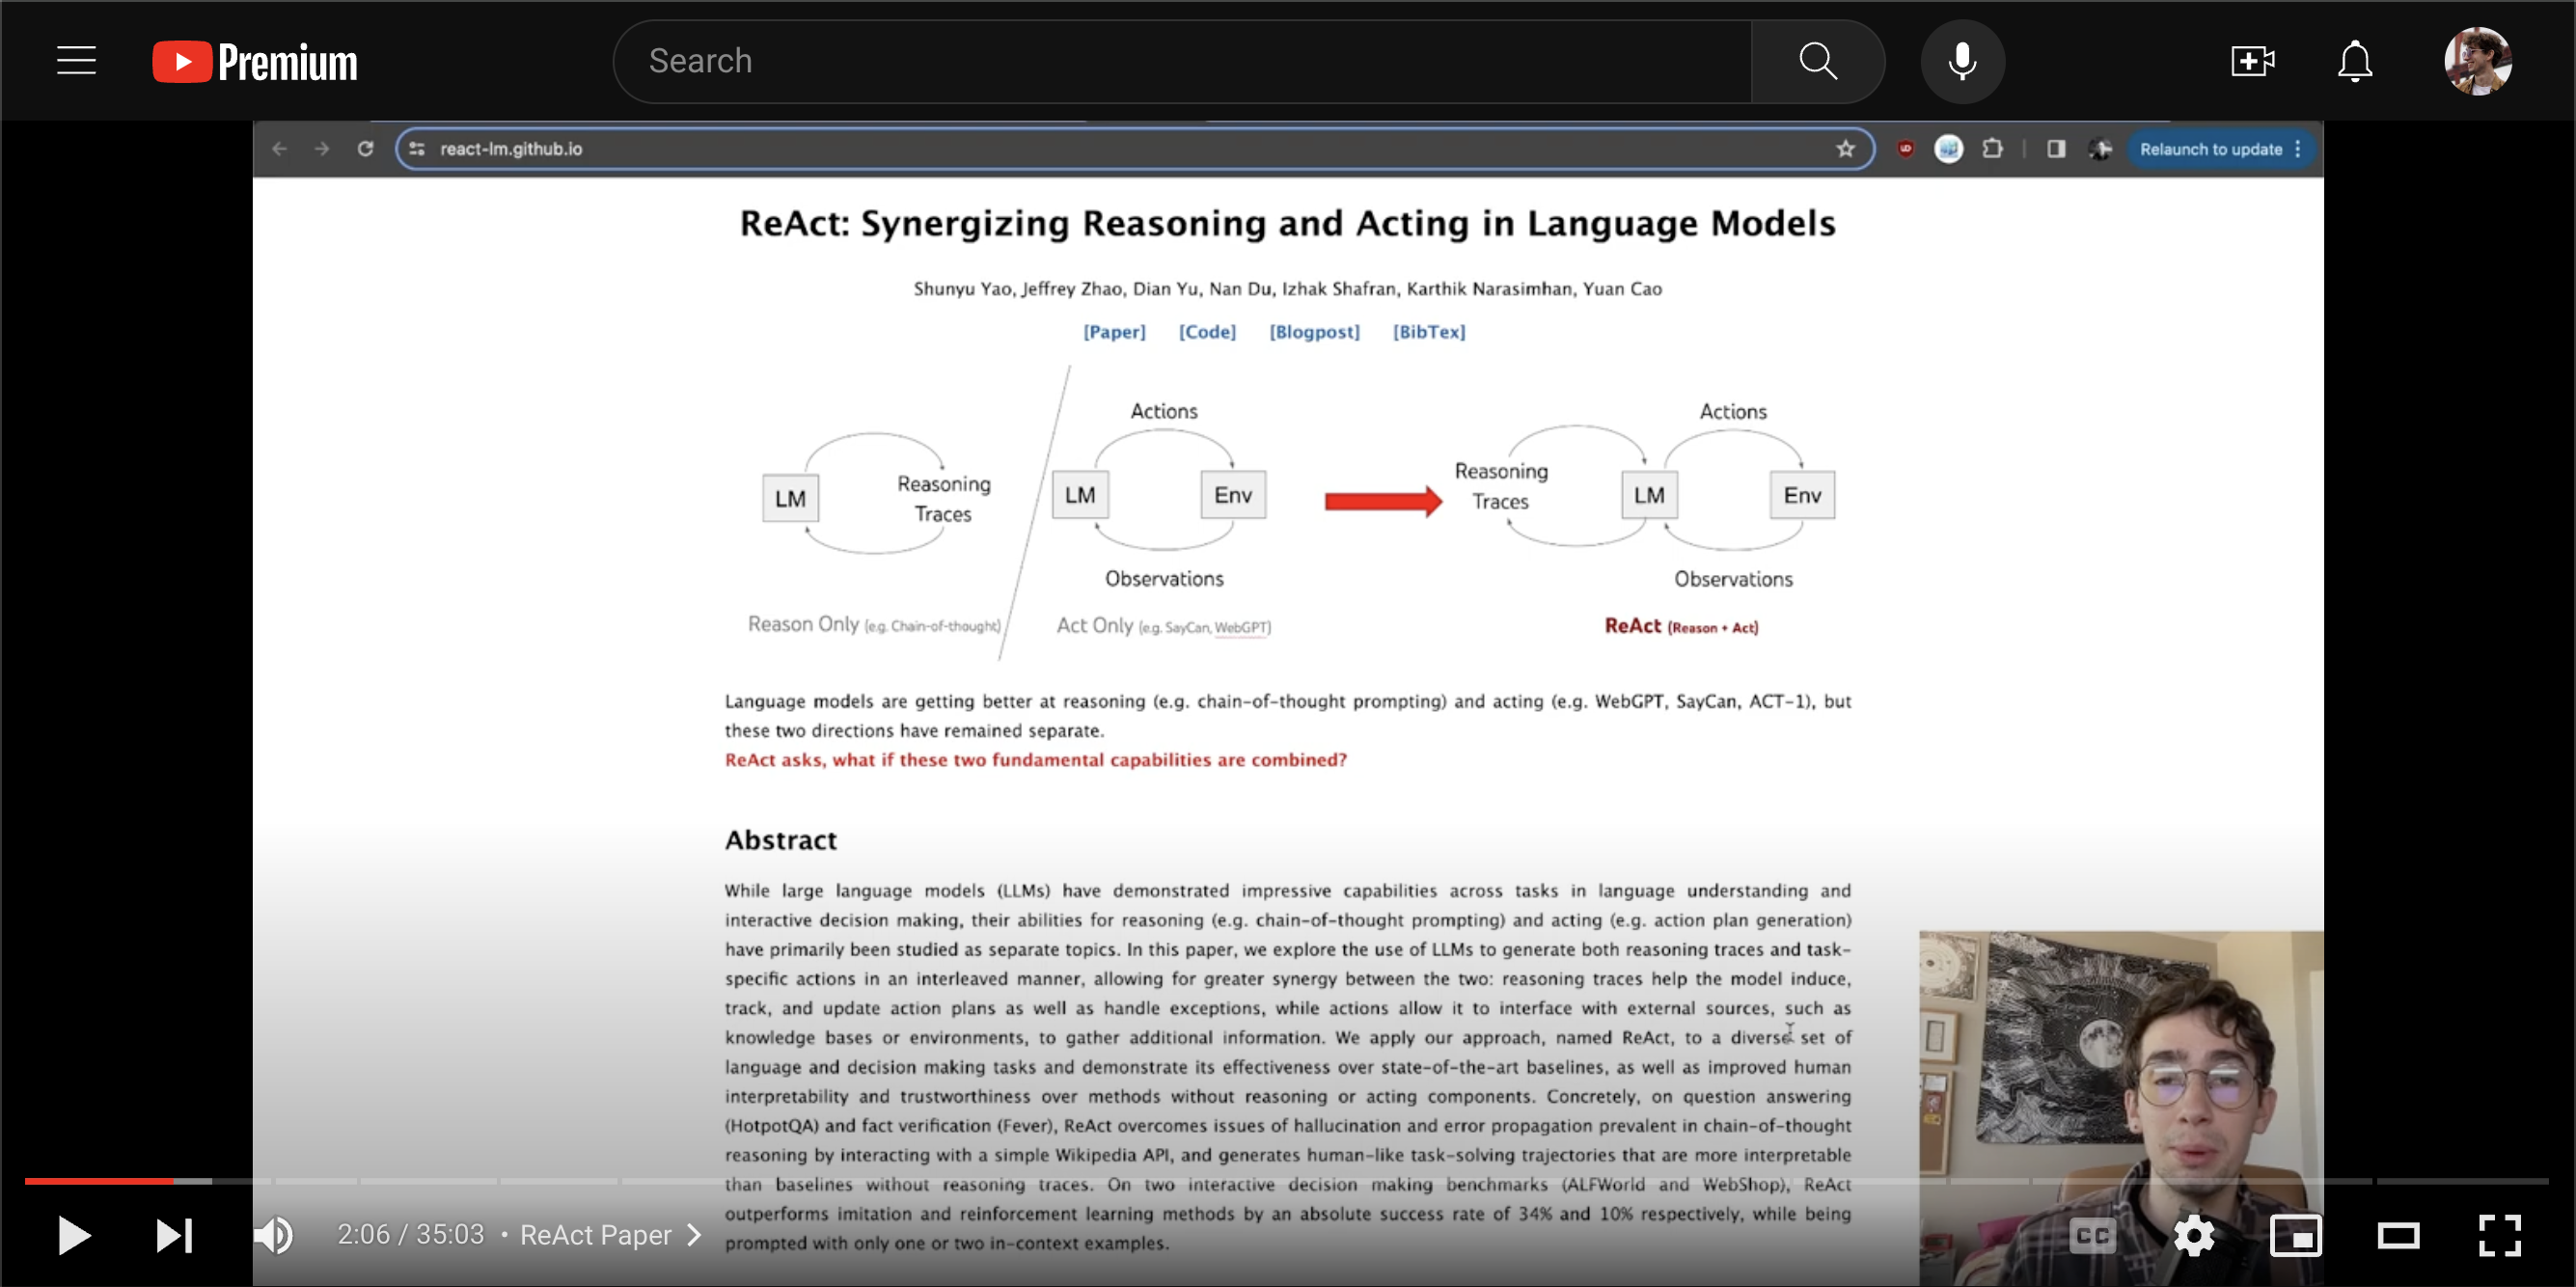 Premium
Search
react-lm.github.io
Relaunch to update
ReAct: Synergizing Reasoning and Acting in Language Models
Shunyu Yao, Jeffrey Zhao, Dian Yu, Nan Du, Izhak Shafran, Karthik Narasimhan, Yuan Cao
[Paper] [Code] [Blogpost] [BibTex]
LM
Reasoning
Traces
Reason Only (e.g. Chain-of-thought)
Actions
LM
Env
Observations
Act Only (e.g. SayCan, WebGPT)
Actions
Reasoning
Traces
LM
Env
Observations
ReAct (Reason + Act)
Language models are getting better at reasoning (e.g. chain-of-thought prompting) and acting (e.g. WebGPT, SayCan, ACT-1), but
these two directions have remained separate.
ReAct asks, what if these two fundamental capabilities are combined?
Abstract
While large language models (LLMs) have demonstrated impressive capabilities across tasks in language understanding and
interactive decision making, their abilities for reasoning (e.g. chain-of-thought prompting) and acting (e.g. action plan generation)
have primarily been studied as separate topics. In this paper, we explore the use of LLMs to generate both reasoning traces and task-
specific actions in an interleaved manner, allowing for greater synergy between the two: reasoning traces help the model induce,
track, and update action plans as well as handle exceptions, while actions allow it to interface with external sources, such as
knowledge bases or environments, to gather additional information. We apply our approach, named ReAct, to a diverse set of
language and decision making tasks and demonstrate its effectiveness over state-of-the-art baselines, as well as improved human
interpretability and trustworthiness over methods without reasoning or acting components. Concretely, on question answering
(HotpotQA) and fact verification (Fever), ReAct overcomes issues of hallucination and error propagation prevalent in chain-of-thought
reasoning by interacting with a simple Wikipedia API, and generates human-like task-solving trajectories that are more interpretable
than baselines without reasoning traces. On two interactive decision making benchmarks (ALFWorld and WebShop), ReAct
outperforms imitation and reinforcement learning methods by an absolute success rate of 34% and 10% respectively, while being
prompted with only one or two in-context examples.
2:06 / 35:03 • ReAct Paper
CC